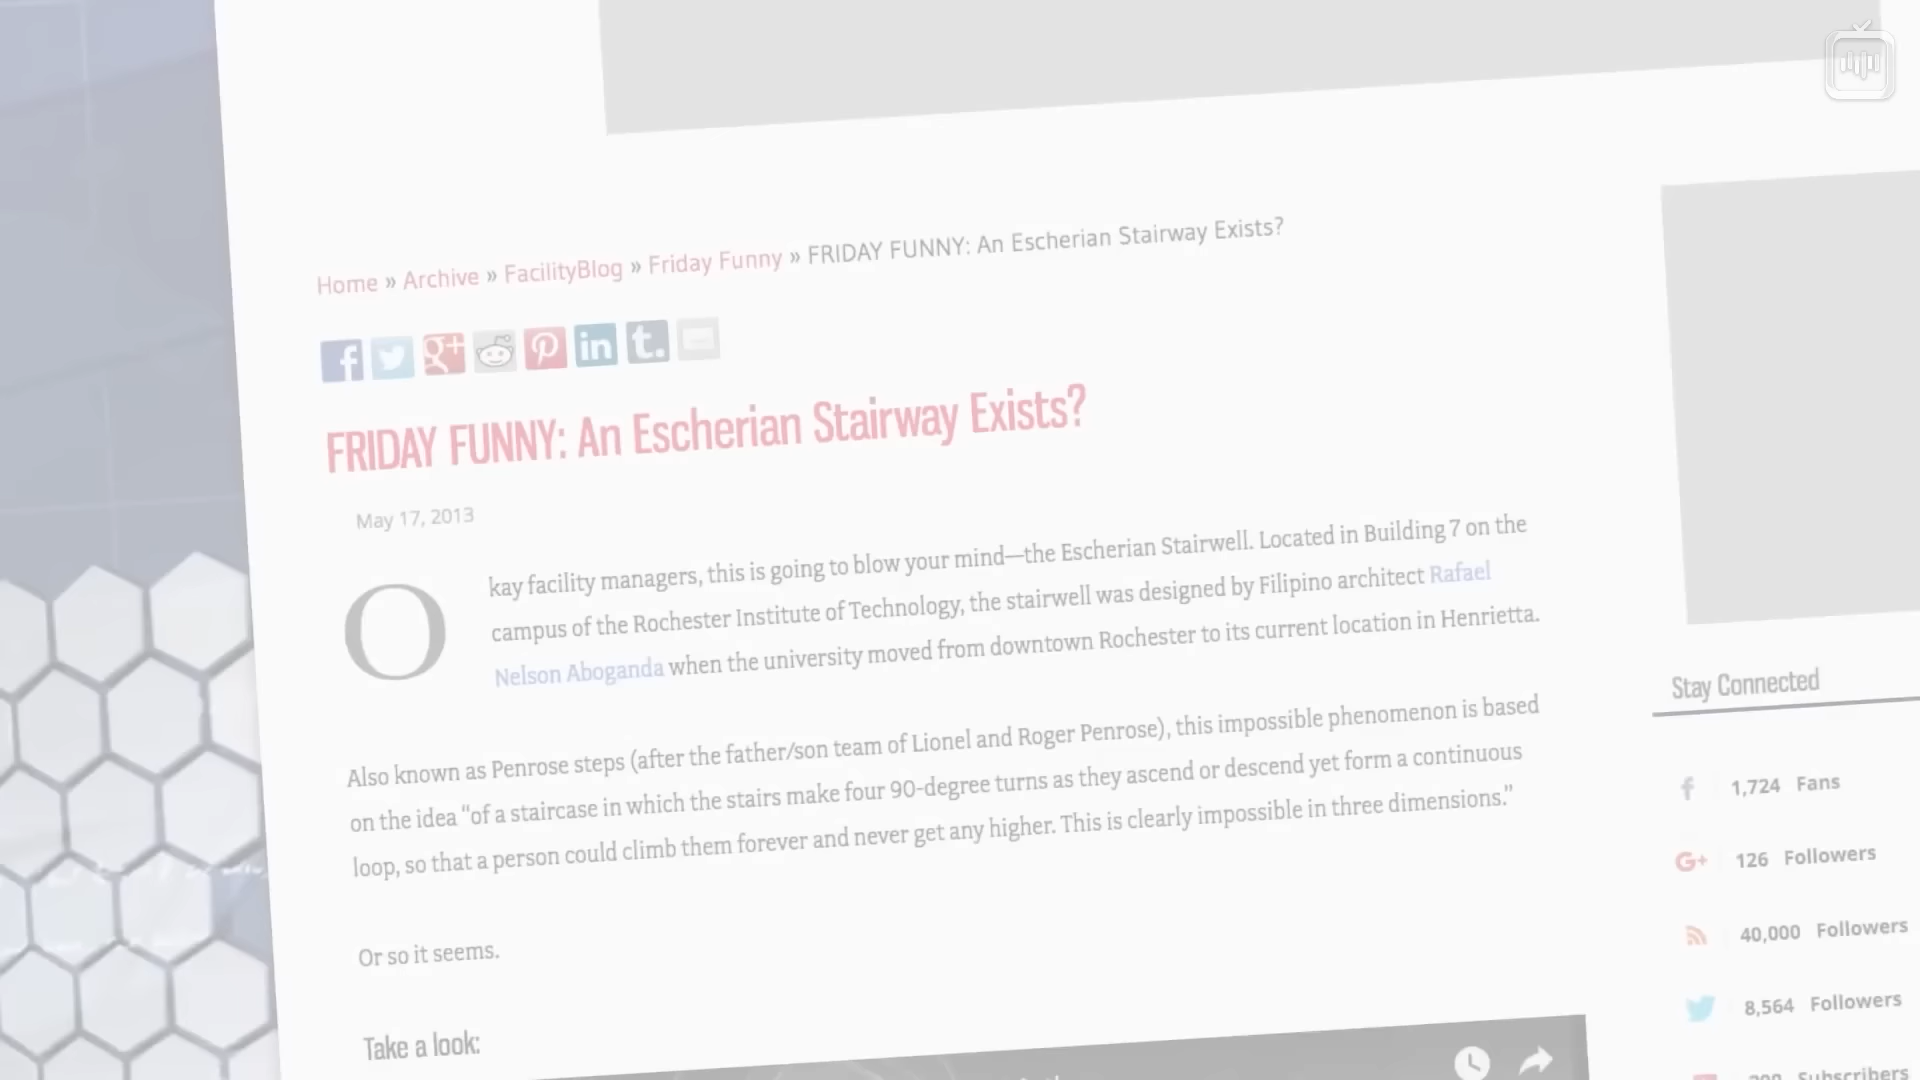 Home » Archive » FacilityBlog » Friday Funny » FRIDAY FUNNY: An Escherian Stairway Exists?
FRIDAY FUNNY: An Escherian Stairway Exists?
May 17, 2013
Okay facility managers, this is going to blow your mind—the Escherian Stairwell. Located in Building 7 on the
campus of the Rochester Institute of Technology, the stairwell was designed by Filipino architect Rafael
Nelson Aboganda when the university moved from downtown Rochester to its current location in Henrietta.
Also known as Penrose steps (after the father/son team of Lionel and Roger Penrose), this impossible phenomenon is based
on the idea “of a staircase in which the stairs make four 90-degree turns as they ascend or descend yet form a continuous
loop, so that a person could climb them forever and never get any higher. This is clearly impossible in three dimensions.”
Or so it seems.
Take a look:
Stay Connected
1,724 Fans
126 Followers
40,000 Followers
8,564 Followers
Subscribers